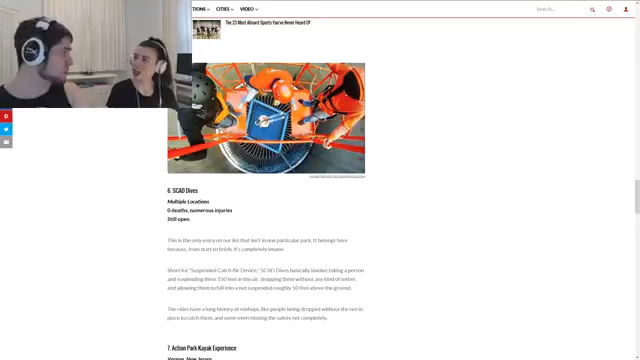 TIONS CITIES VIDEO Search...
The 23 Most Absurd Sports You've Never Heard Of
6. SCAD Dives
Multiple Locations
0 deaths, numerous injuries
Still open
This is the only entry on our list that isn't in one particular park. It belongs here
because, from start to finish, it's completely insane.
Short for "Suspended Catch Air Device," SCAD Dives basically involve taking a person
and suspending them 150 feet in the air, dropping them without any kind of tether,
and allowing them to fall into a net suspended roughly 50 feet above the ground.
The rides have a long history of mishaps, like people being dropped without the net in
place to catch them, and some even missing the safety net completely.
7. Action Park Kayak Experience
Vernon, New Jersey